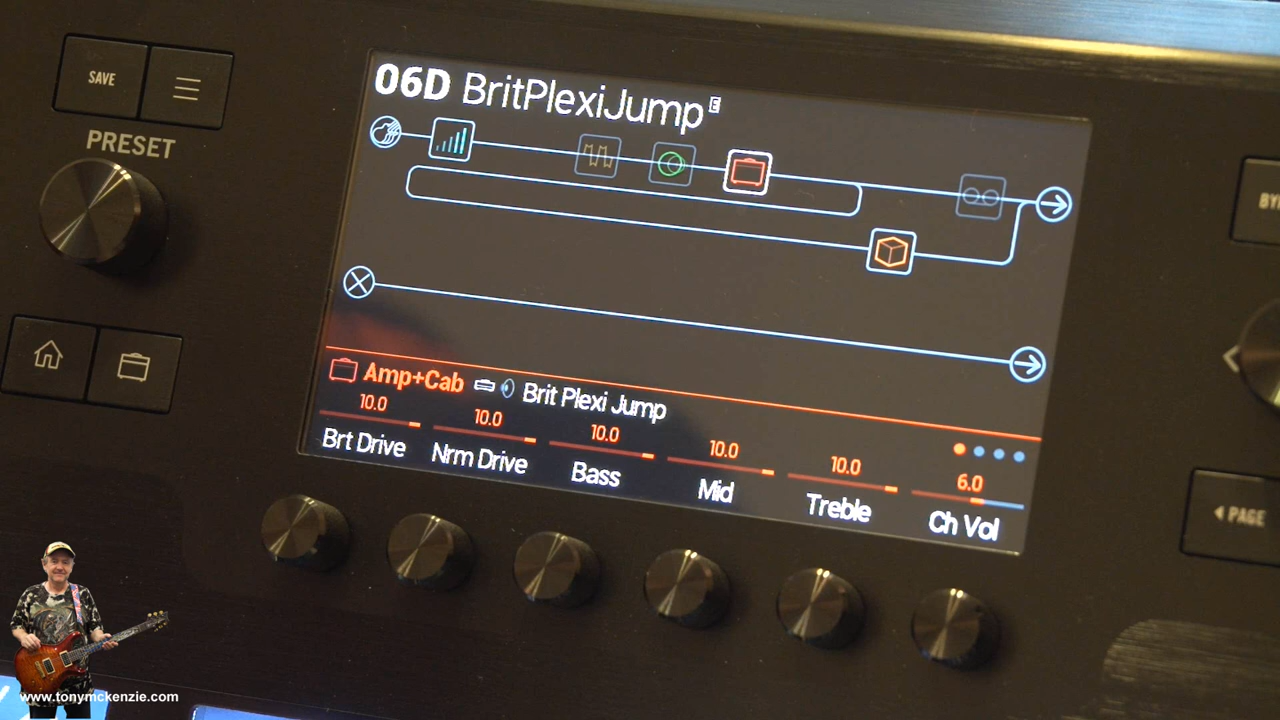 SAVE
PRESET
06D BritPlexiJump E
Amp+Cab Brit Plexi Jump
10.0 10.0 10.0 10.0 10.0 6.0
Brt Drive Nrm Drive Bass Mid Treble Ch Vol
PAGE
www.tonymckenzie.com